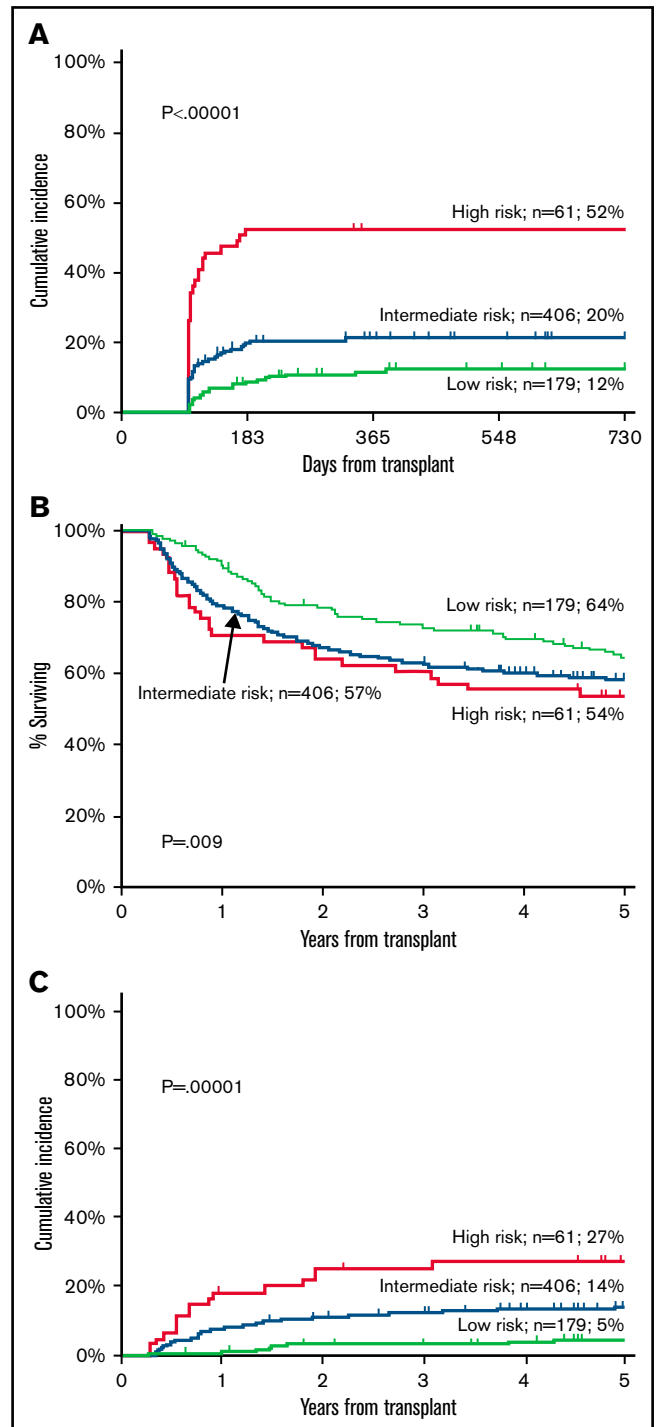 A
100%
80%
60%
40%
20%
0%
Cumulative incidence
P<.00001
High risk; n=61; 52%
Intermediate risk; n=406; 20%
Low risk; n=179; 12%
0 183 365 548 730
Days from transplant
B
100%
80%
60%
40%
20%
0%
% Surviving
Low risk; n=179; 64%
Intermediate risk; n=406; 57%
High risk; n=61; 54%
P=.009
0 1 2 3 4 5
Years from transplant
C
100%
80%
60%
40%
20%
0%
Cumulative incidence
P=.00001
High risk; n=61; 27%
Intermediate risk; n=406; 14%
Low risk; n=179; 5%
0 1 2 3 4 5
Years from transplant